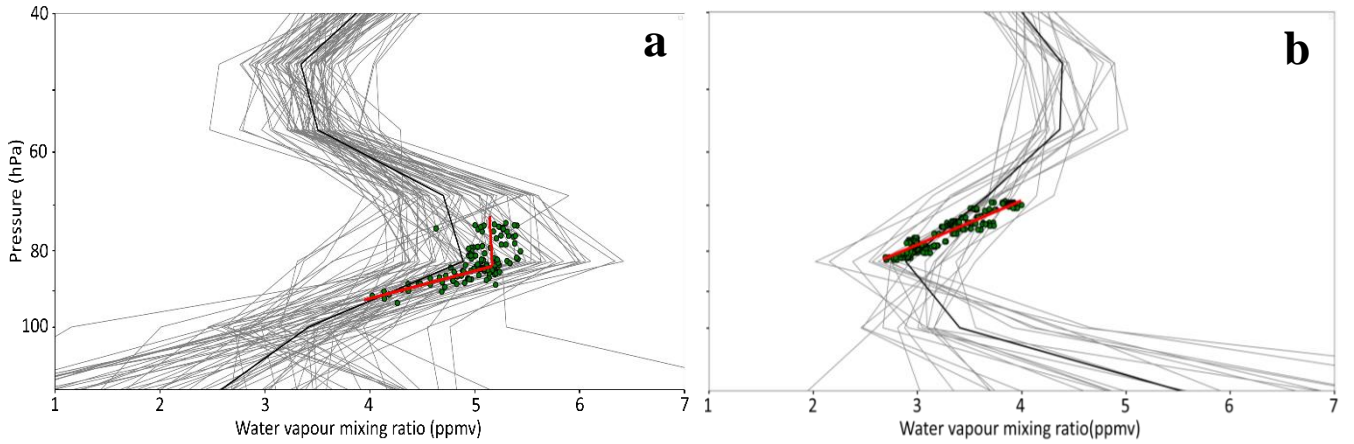 40
a
b
60
80
100
Pressure (hPa)
1 2 3 4 5 6 7
1 2 3 4 5 6 7
Water vapour mixing ratio (ppmv)
Water vapour mixing ratio(ppmv)